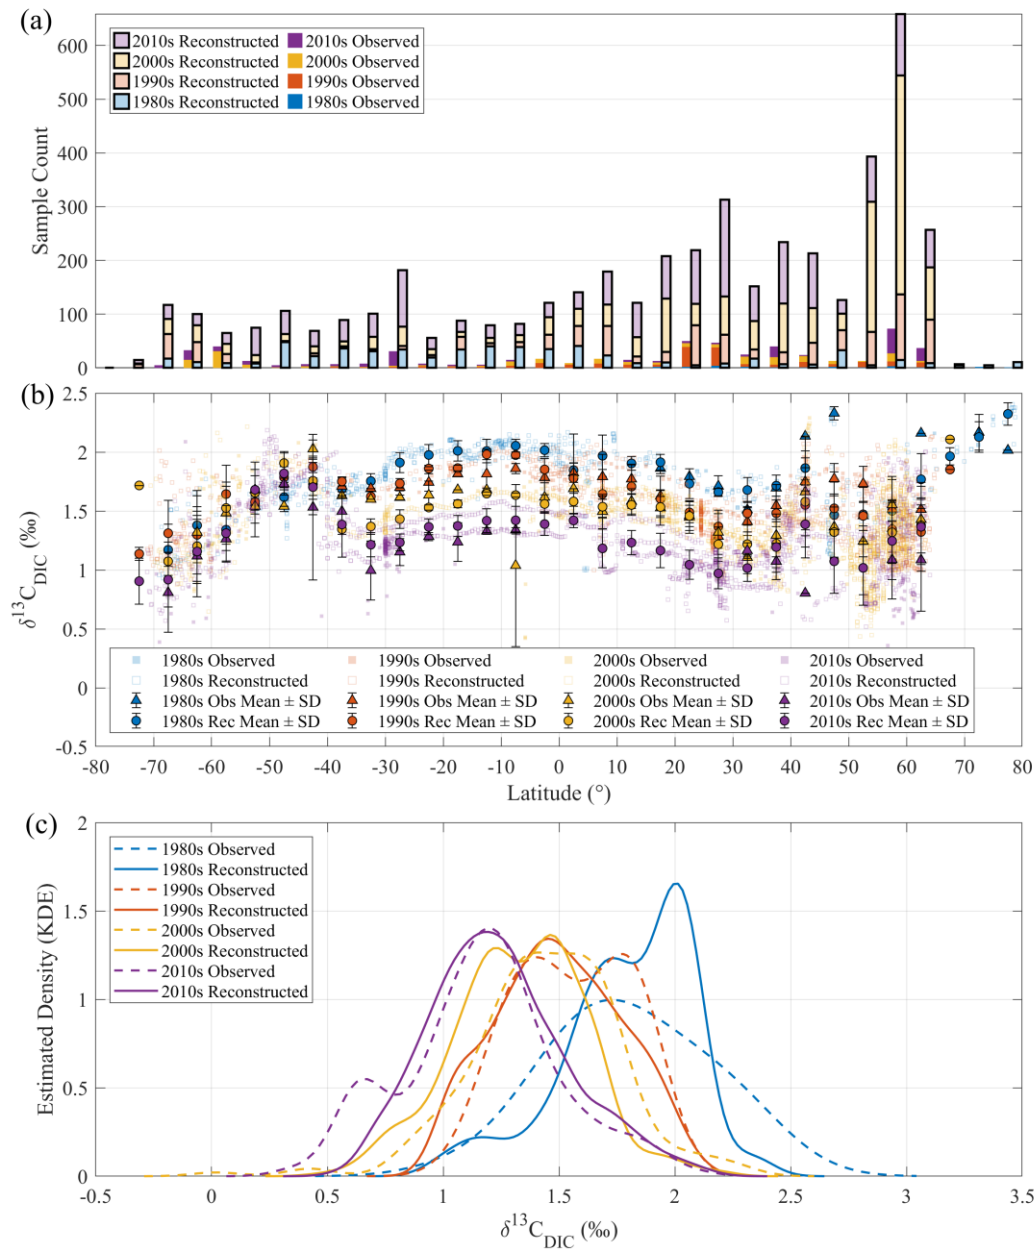 (a)
2010s Reconstructed 2010s Observed
2000s Reconstructed 2000s Observed
1990s Reconstructed 1990s Observed
1980s Reconstructed 1980s Observed
Sample Count
600
500
400
300
200
100
0
(b)
δ13CDIC (‰)
2.5
2
1.5
1
0.5
0
-0.5
1980s Observed 1990s Observed 2000s Observed 2010s Observed
1980s Reconstructed 1990s Reconstructed 2000s Reconstructed 2010s Reconstructed
1980s Obs Mean ± SD 1990s Obs Mean ± SD 2000s Obs Mean ± SD 2010s Obs Mean ± SD
1980s Rec Mean ± SD 1990s Rec Mean ± SD 2000s Rec Mean ± SD 2010s Rec Mean ± SD
-80 -70 -60 -50 -40 -30 -20 -10 0 10 20 30 40 50 60 70 80
Latitude (°)
(c)
2
1.5
1
0.5
0
Estimated Density (KDE)
1980s Observed
1980s Reconstructed
1990s Observed
1990s Reconstructed
2000s Observed
2000s Reconstructed
2010s Observed
2010s Reconstructed
-0.5 0 0.5 1 1.5 2 2.5 3 3.5
δ13CDIC (‰)